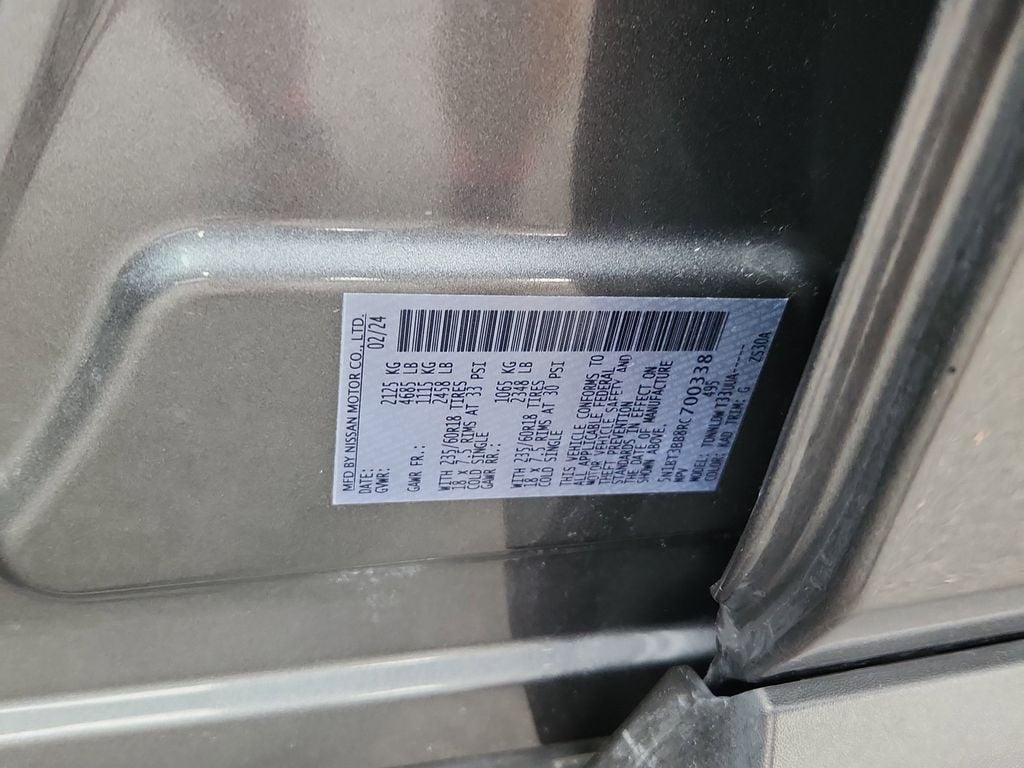 MFD BY NISSAN MOTOR CO., LTD.
DATE: 02/24
GVWR: 2125 KG
4685 LB
GAWR FR.: 1115 KG
2458 LB
WITH 235/60R18 TIRES
18 X 7.5 RIMS AT 33 PSI
COLD SINGLE
GAWR RR.: 1065 KG
2348 LB
WITH 235/60R18 TIRES
18 X 7.5 RIMS AT 30 PSI
COLD SINGLE
THIS VEHICLE CONFORMS TO
ALL APPLICABLE FEDERAL
MOTOR VEHICLE SAFETY AND
THEFT PREVENTION
STANDARDS IN EFFECT ON
THE DATE OF MANUFACTURE
SHOWN ABOVE.
5N1BT3BB8RC700338
MPV 495
MODEL:
COLOR: KAD TRIM: G ZS30A